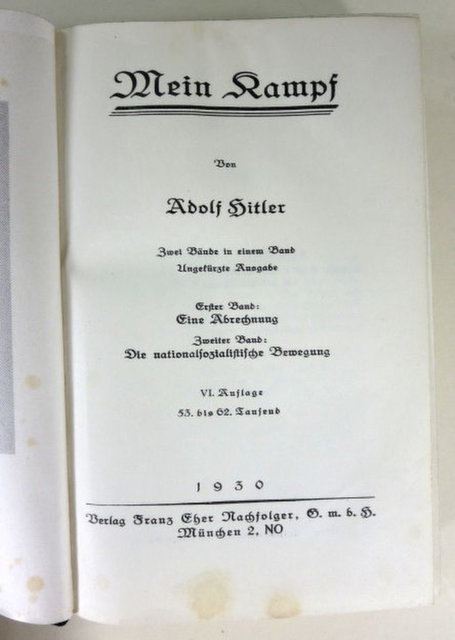 Mein Kampf
Von
Adolf Hitler
Zwei Bände in einem Band
Ungekürzte Ausgabe
Erster Band:
Eine Abrechnung
Zweiter Band:
Die nationalsozialistische Bewegung
VI. Auflage
53. bis 62. Tausend
1930
Verlag Franz Eher Nachfolger, G. m. b. H.
München 2, NO